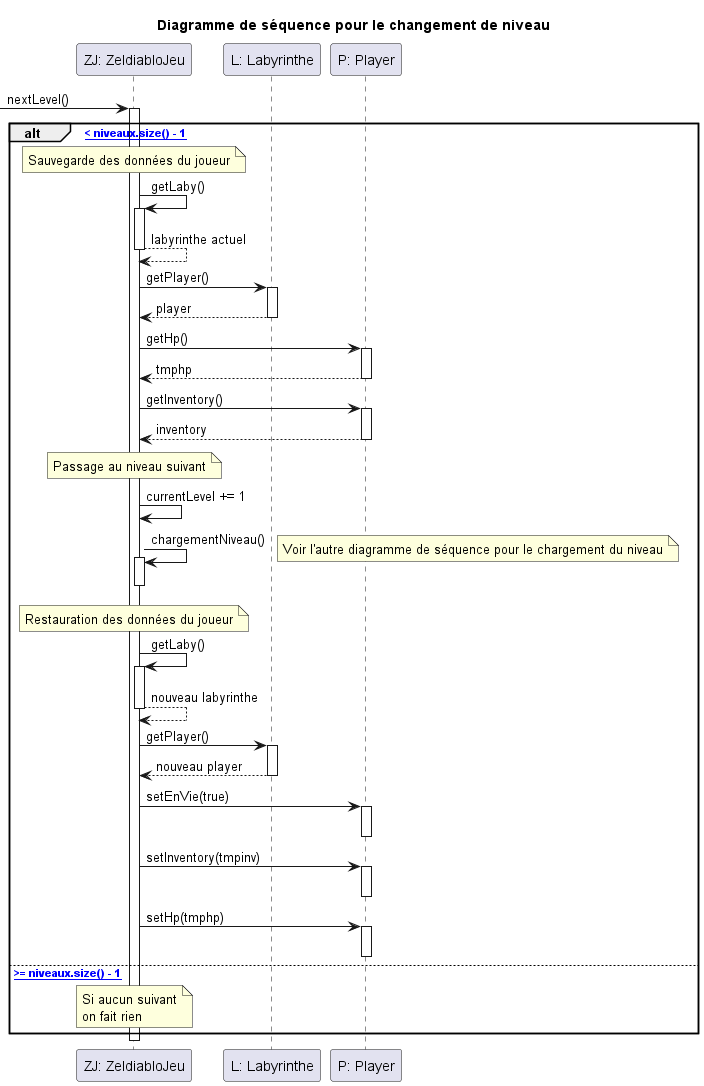 Diagramme de séquence pour le changement de niveau
ZJ: ZeldiabloJeu
L: Labyrinthe
P: Player
nextLevel()
alt
< niveaux.size() - 1
Sauvegarde des données du joueur
getLaby()
labyrinthe actuel
getPlayer()
player
getHp()
tmphp
getInventory()
inventory
Passage au niveau suivant
currentLevel += 1
chargementNiveau()
Voir l'autre diagramme de séquence pour le chargement du niveau
Restauration des données du joueur
getLaby()
nouveau labyrinthe
getPlayer()
nouveau player
setEnVie(true)
setInventory(tmpinv)
setHp(tmphp)
>= niveaux.size() - 1
Si aucun suivant
on fait rien
ZJ: ZeldiabloJeu
L: Labyrinthe
P: Player